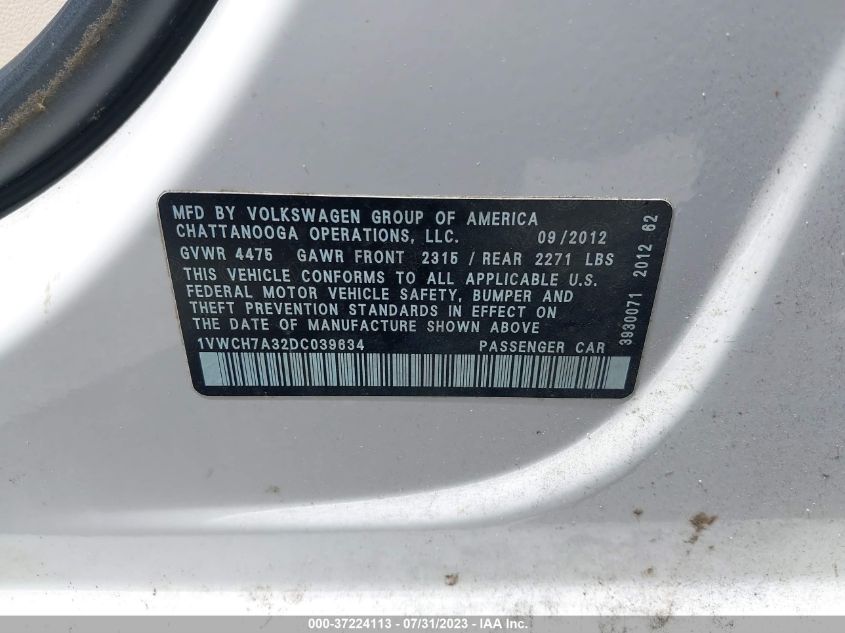 MFD BY VOLKSWAGEN GROUP OF AMERICA
CHATTANOOGA OPERATIONS, LLC. 09/2012
GVWR 4475 GAWR FRONT 2315 / REAR 2271 LBS
THIS VEHICLE CONFORMS TO ALL APPLICABLE U.S.
FEDERAL MOTOR VEHICLE SAFETY, BUMPER AND
THEFT PREVENTION STANDARDS IN EFFECT ON
THE DATE OF MANUFACTURE SHOWN ABOVE
1VWCH7A32DC039634 PASSENGER CAR
3930071 2012 62
000-37224113 - 07/31/2023 - IAA Inc.